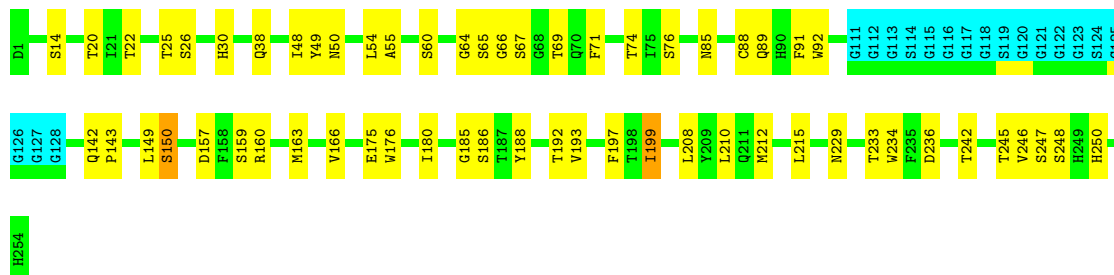 D1 S14 T20 I21 T22 T25 S26 H30 Q38 I48 Y49 N50 L54 A55 S60 G64 S65 G66 S67 G68 T69 Q70 F71 T74 I75 S76 N85 C88 Q89 H90 F91 W92 G111 G112 G113 S114 G115 G116 G117 G118 S119 G120 G121 G122 G123 S124
G126 G127 G128 Q142 P143 L149 S150 D157 F158 S159 R160 M163 V166 E175 W176 I180 G185 S186 T187 Y188 T192 V193 F197 T198 I199 L208 Y209 L210 Q211 M212 L215 N229 T233 W234 F235 D236 T242 T245 V246 S247 S248 H249 H250
H254